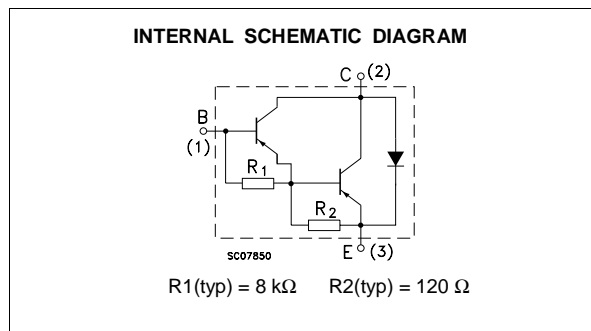 INTERNAL SCHEMATIC DIAGRAM
C (2)
B
(1)
R1
R2
E (3)
SC07850
R1(typ) = 8 kΩ R2(typ) = 120 Ω